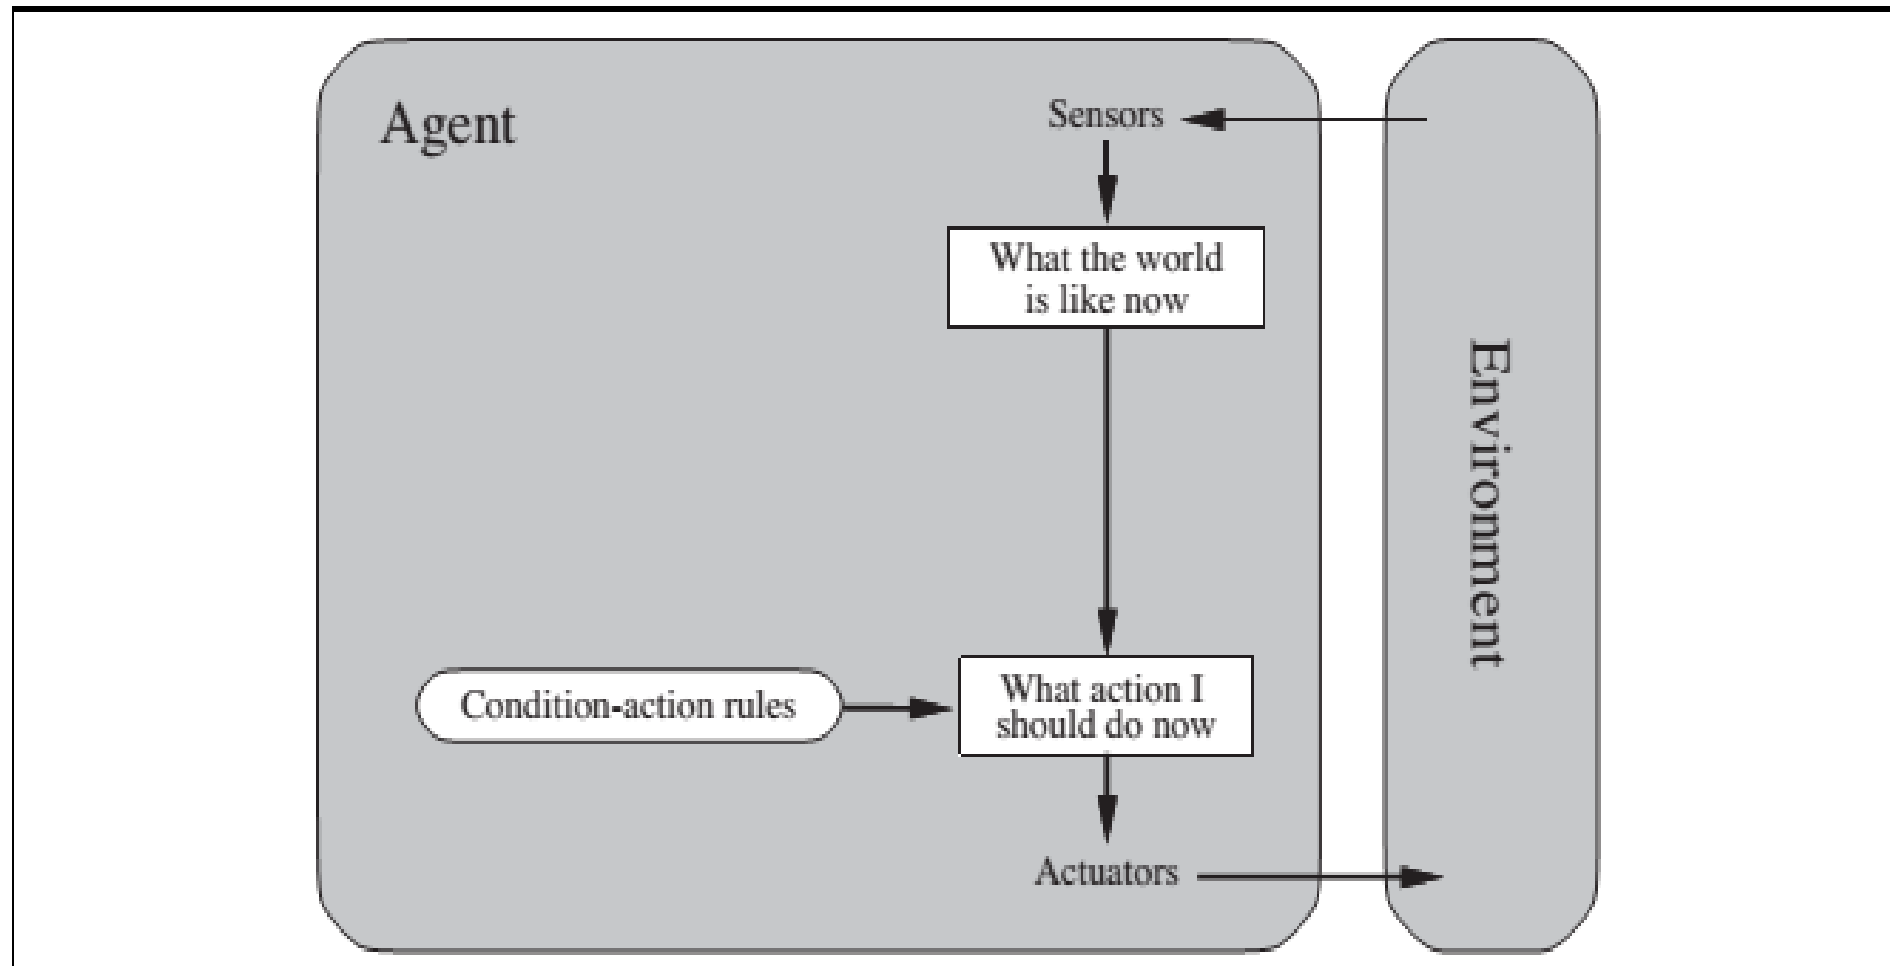 Agent
Sensors
What the world
is like now
Environment
Condition-action rules
What action I
should do now
Actuators